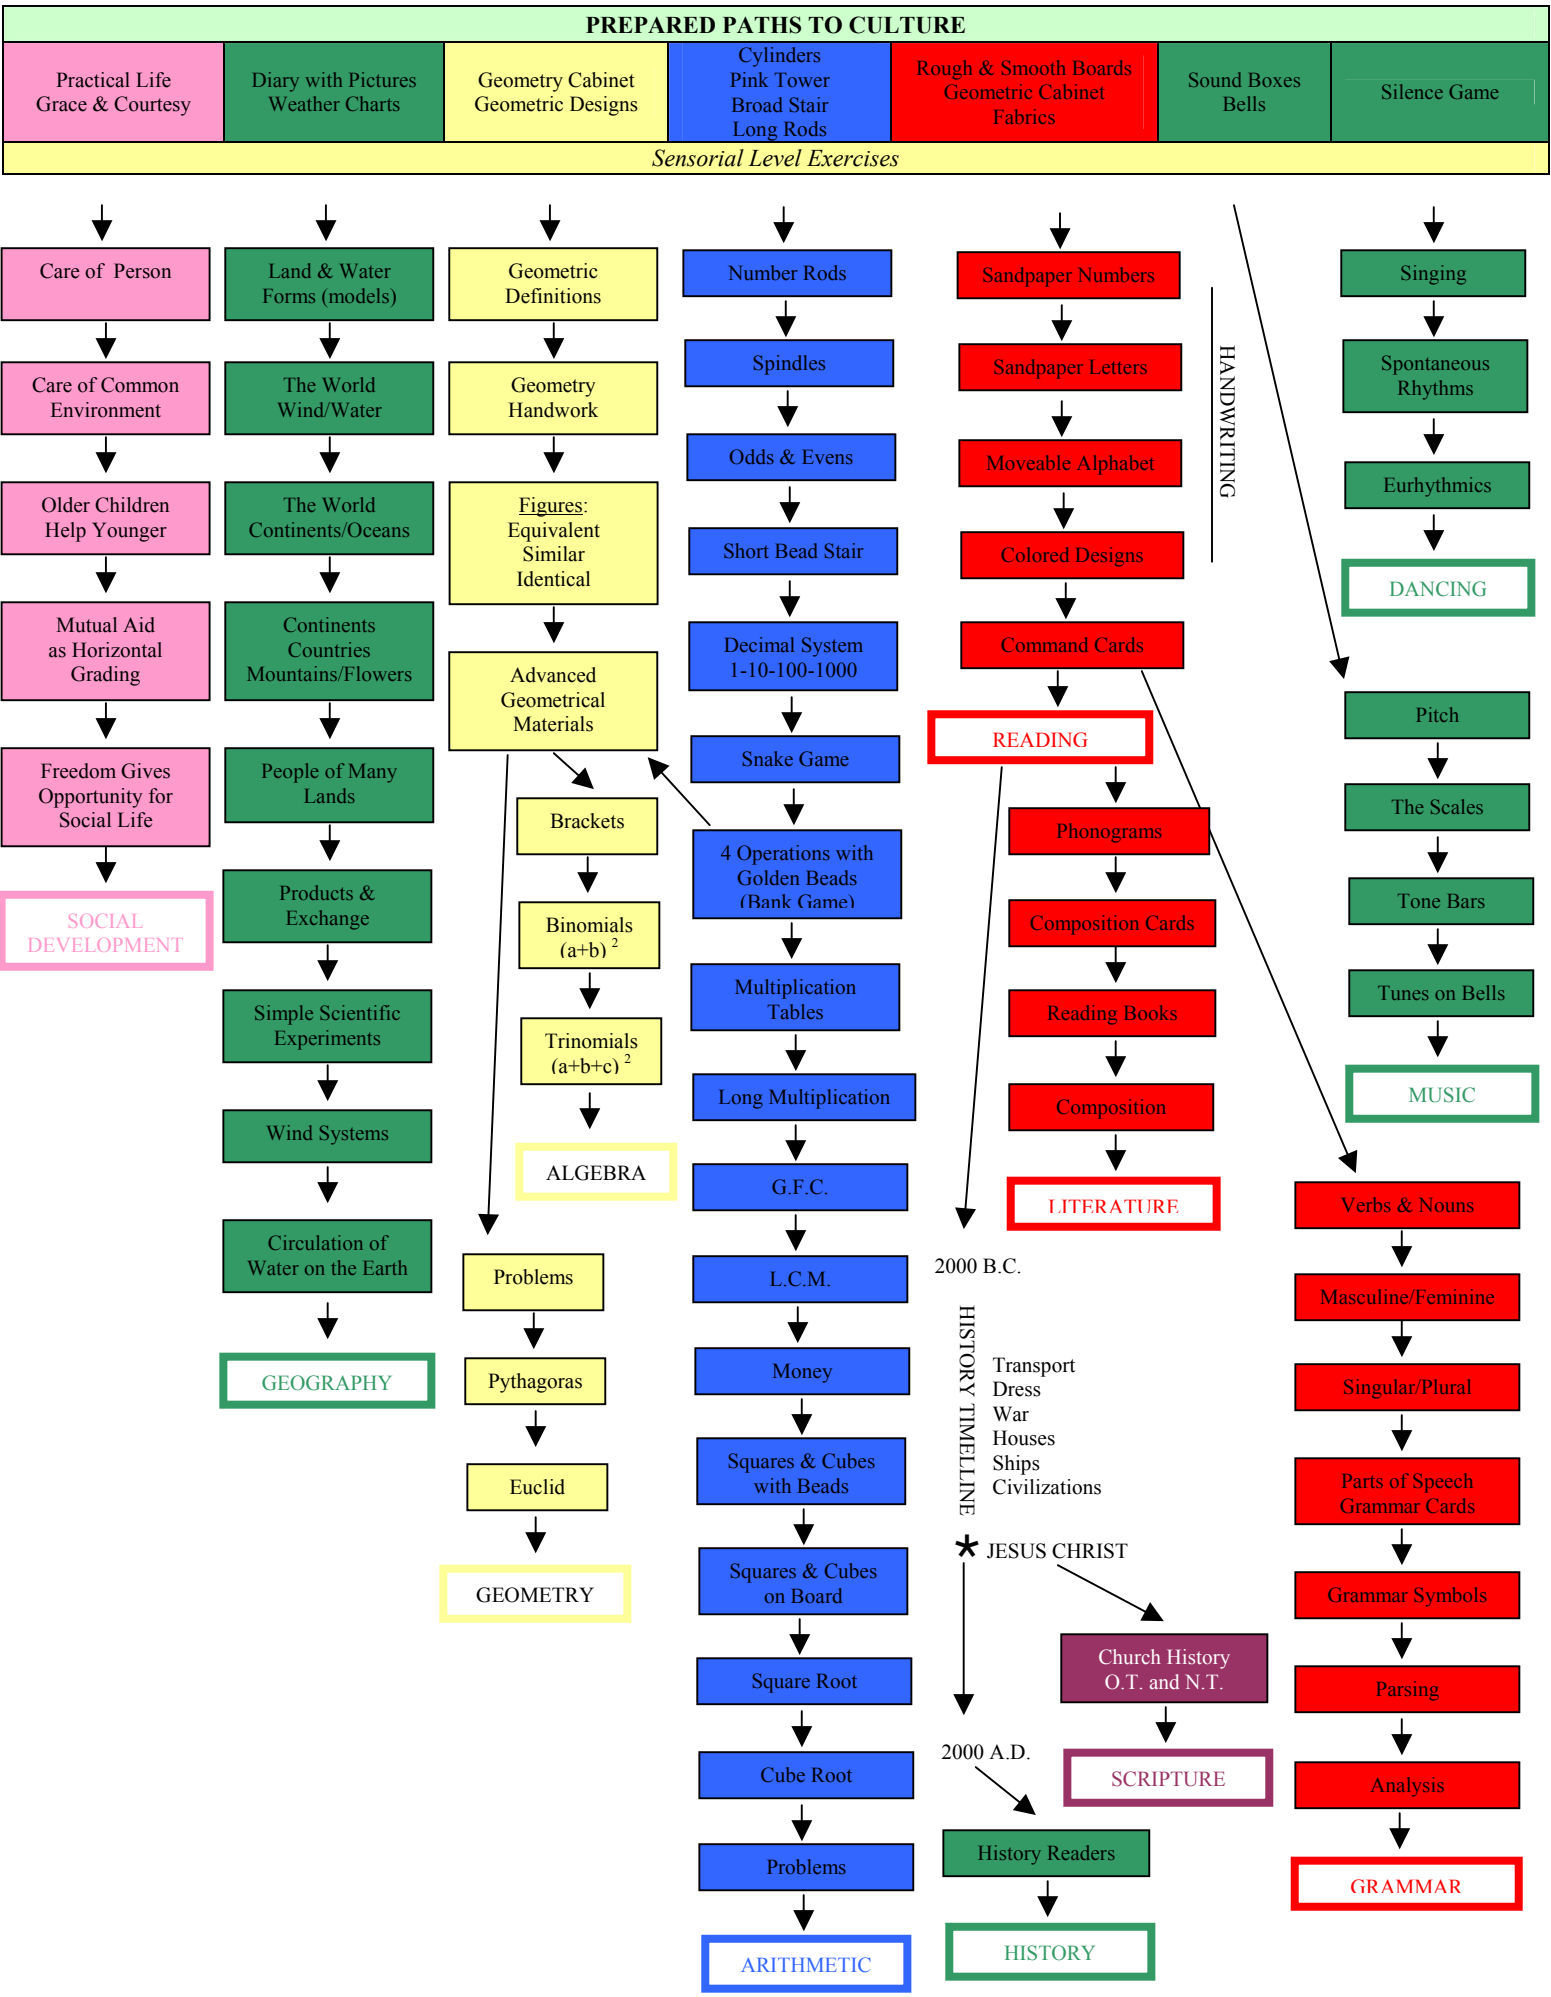 PREPARED PATHS TO CULTURE
Practical Life
Grace & Courtesy
Diary with Pictures
Weather Charts
Geometry Cabinet
Geometric Designs
Cylinders
Pink Tower
Broad Stair
Long Rods
Rough & Smooth Boards
Geometric Cabinet
Fabrics
Sound Boxes
Bells
Silence Game
Sensorial Level Exercises
Care of Person
Care of Common
Environment
Older Children
Help Younger
Mutual Aid
as Horizontal
Grading
Freedom Gives
Opportunity for
Social Life
SOCIAL
DEVELOPMENT
Land & Water
Forms (models)
The World
Wind/Water
The World
Continents/Oceans
Continents
Countries
Mountains/Flowers
People of Many
Lands
Products &
Exchange
Simple Scientific
Experiments
Wind Systems
Circulation of
Water on the Earth
GEOGRAPHY
Geometric
Definitions
Geometry
Handwork
Figures:
Equivalent
Similar
Identical
Advanced
Geometrical
Materials
Brackets
Binomials
(a+b) 2
Trinomials
(a+b+c) 2
ALGEBRA
Problems
Pythagoras
Euclid
GEOMETRY
Number Rods
Spindles
Odds & Evens
Short Bead Stair
Decimal System
1-10-100-1000
Snake Game
4 Operations with
Golden Beads
(Bank Game)
Multiplication
Tables
Long Multiplication
G.F.C.
L.C.M.
Money
Squares & Cubes
with Beads
Squares & Cubes
on Board
Square Root
Cube Root
Problems
ARITHMETIC
Sandpaper Numbers
Sandpaper Letters
Moveable Alphabet
Colored Designs
HANDWRITING
Command Cards
READING
Phonograms
Composition Cards
Reading Books
Composition
LITERATURE
2000 B.C.
HISTORY TIMELLINE
Transport
Dress
War
Houses
Ships
Civilizations
* JESUS CHRIST
Church History
O.T. and N.T.
SCRIPTURE
2000 A.D.
History Readers
HISTORY
Singing
Spontaneous
Rhythms
Eurhythmics
DANCING
Pitch
The Scales
Tone Bars
Tunes on Bells
MUSIC
Verbs & Nouns
Masculine/Feminine
Singular/Plural
Parts of Speech
Grammar Cards
Grammar Symbols
Parsing
Analysis
GRAMMAR